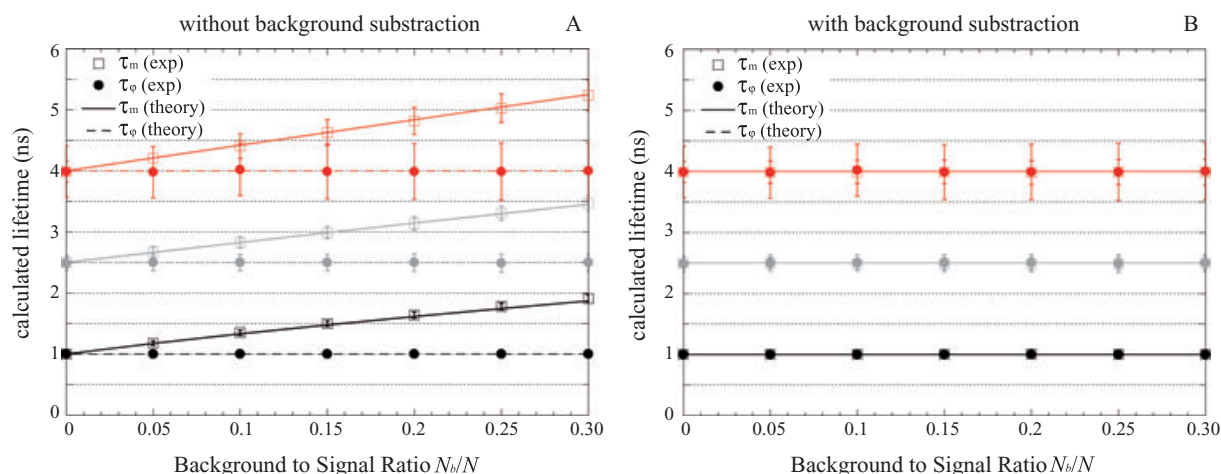 without background substraction
A
calculated lifetime (ns)
6
5
4
3
2
1
0
τm (exp)
τφ (exp)
τm (theory)
τφ (theory)
0 0.05 0.1 0.15 0.2 0.25 0.30
Background to Signal Ratio Nb/N
with background substraction
B
calculated lifetime (ns)
6
5
4
3
2
1
0
τm (exp)
τφ (exp)
τm (theory)
τφ (theory)
0 0.05 0.1 0.15 0.2 0.25 0.30
Background to Signal Ratio Nb/N